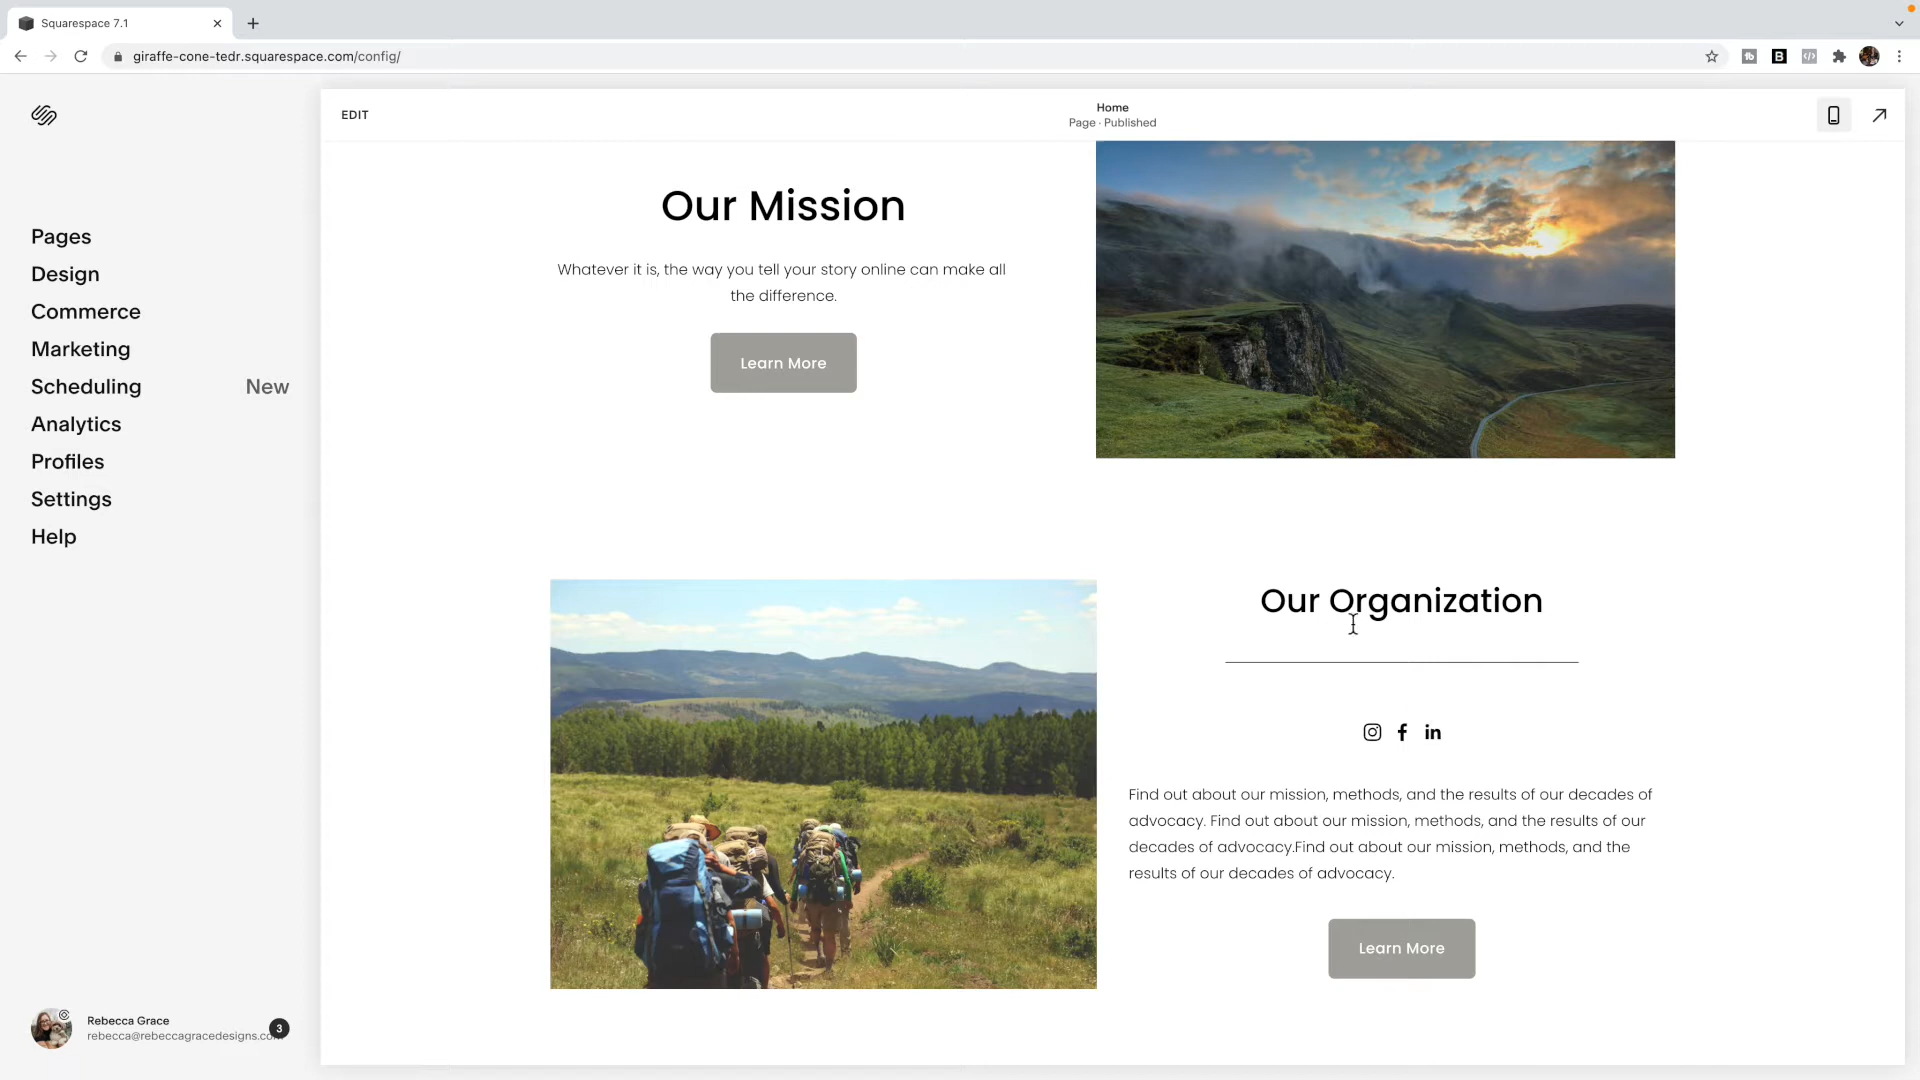 Squarespace 7.1
giraffe-cone-tedr.squarespace.com/config/
EDIT
Home
Page · Published
Pages
Design
Commerce
Marketing
Scheduling New
Analytics
Profiles
Settings
Help
Rebecca Grace
rebecca@rebeccagracedesigns.co
3
Our Mission
Whatever it is, the way you tell your story online can make all
the difference.
Learn More
Our Organization
Find out about our mission, methods, and the results of our decades of
advocacy. Find out about our mission, methods, and the results of our
decades of advocacy.Find out about our mission, methods, and the
results of our decades of advocacy.
Learn More